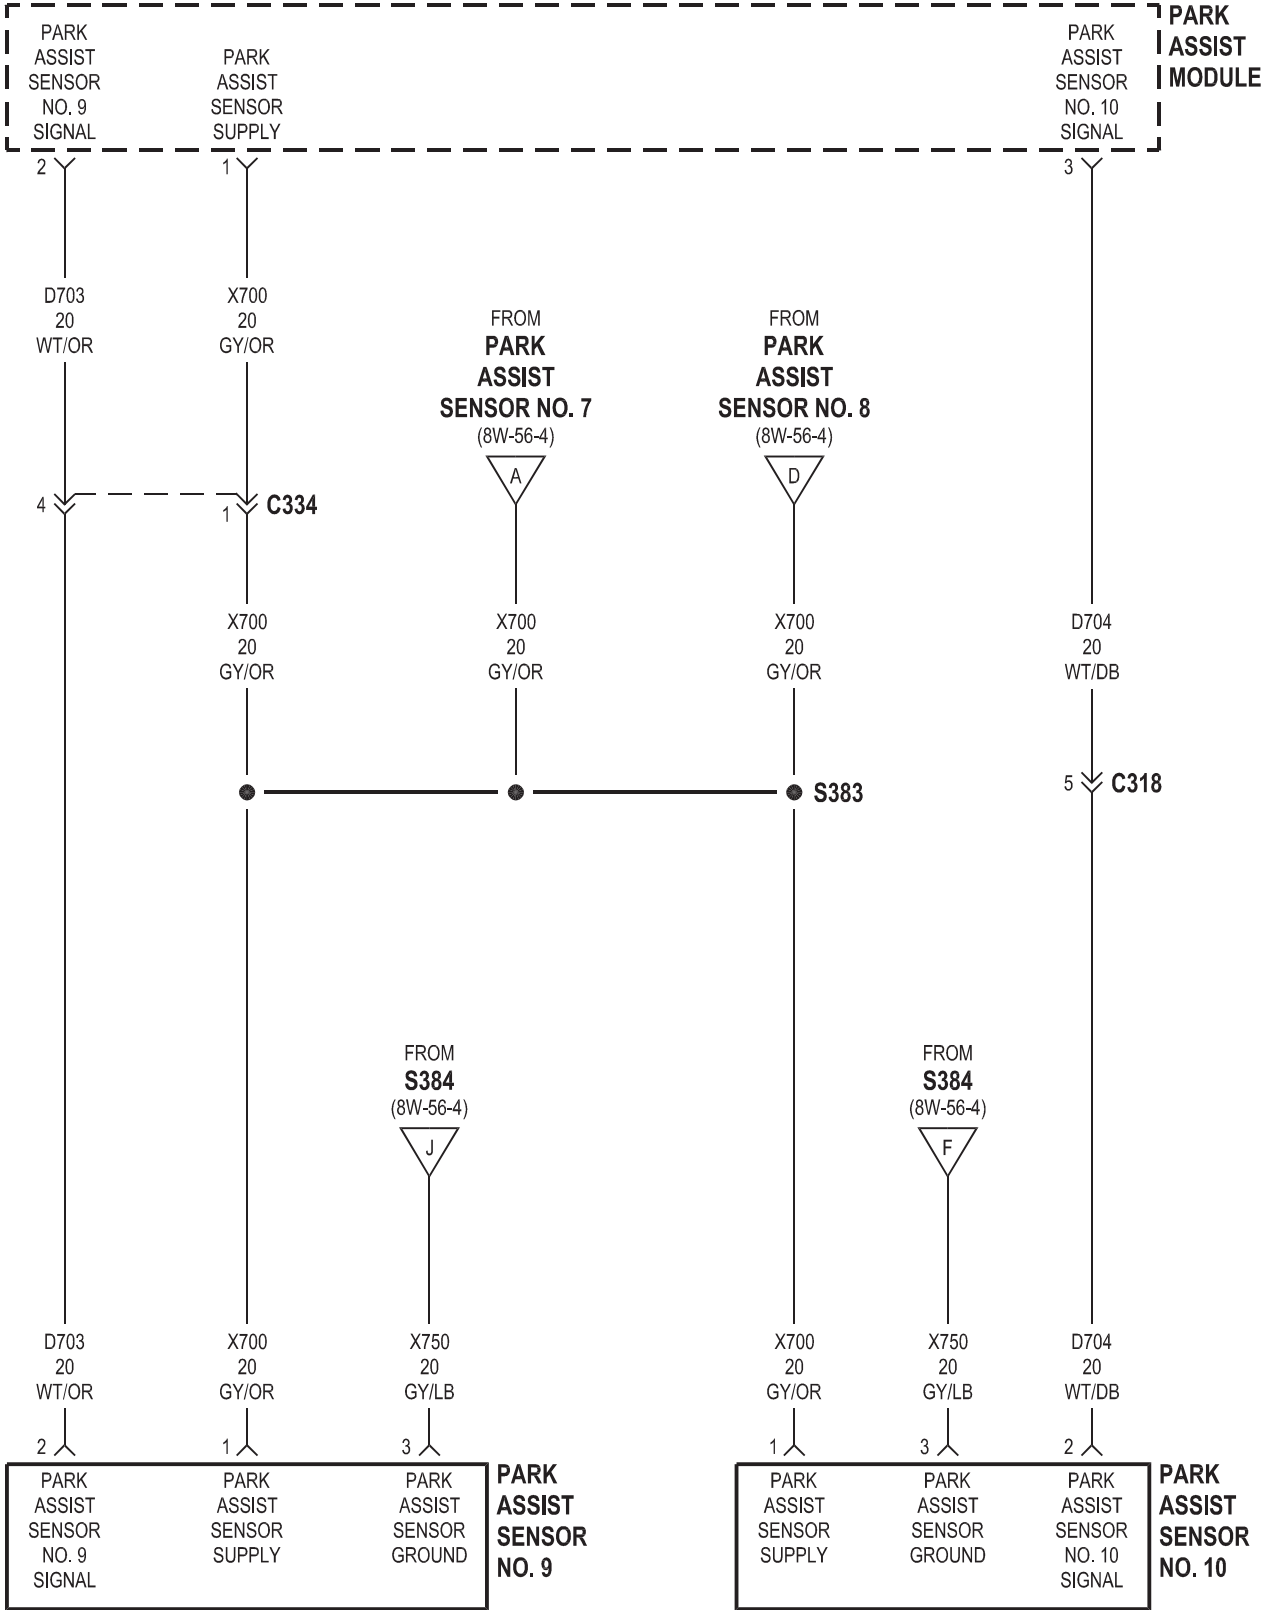 PARK
ASSIST
SENSOR
NO. 9
SIGNAL
PARK
ASSIST
SENSOR
SUPPLY
PARK
ASSIST
SENSOR
NO. 10
SIGNAL
PARK
ASSIST
MODULE
2
1
3
D703
20
WT/OR
X700
20
GY/OR
FROM
PARK
ASSIST
SENSOR NO. 7
(8W-56-4)
A
FROM
PARK
ASSIST
SENSOR NO. 8
(8W-56-4)
D
4
1
C334
X700
20
GY/OR
X700
20
GY/OR
X700
20
GY/OR
D704
20
WT/DB
S383
5
C318
FROM
S384
(8W-56-4)
J
FROM
S384
(8W-56-4)
F
D703
20
WT/OR
X700
20
GY/OR
X750
20
GY/LB
X700
20
GY/OR
X750
20
GY/LB
D704
20
WT/DB
2
1
3
1
3
2
PARK
ASSIST
SENSOR
NO. 9
SIGNAL
PARK
ASSIST
SENSOR
SUPPLY
PARK
ASSIST
SENSOR
GROUND
PARK
ASSIST
SENSOR
NO. 9
PARK
ASSIST
SENSOR
SUPPLY
PARK
ASSIST
SENSOR
GROUND
PARK
ASSIST
SENSOR
NO. 10
SIGNAL
PARK
ASSIST
SENSOR
NO. 10